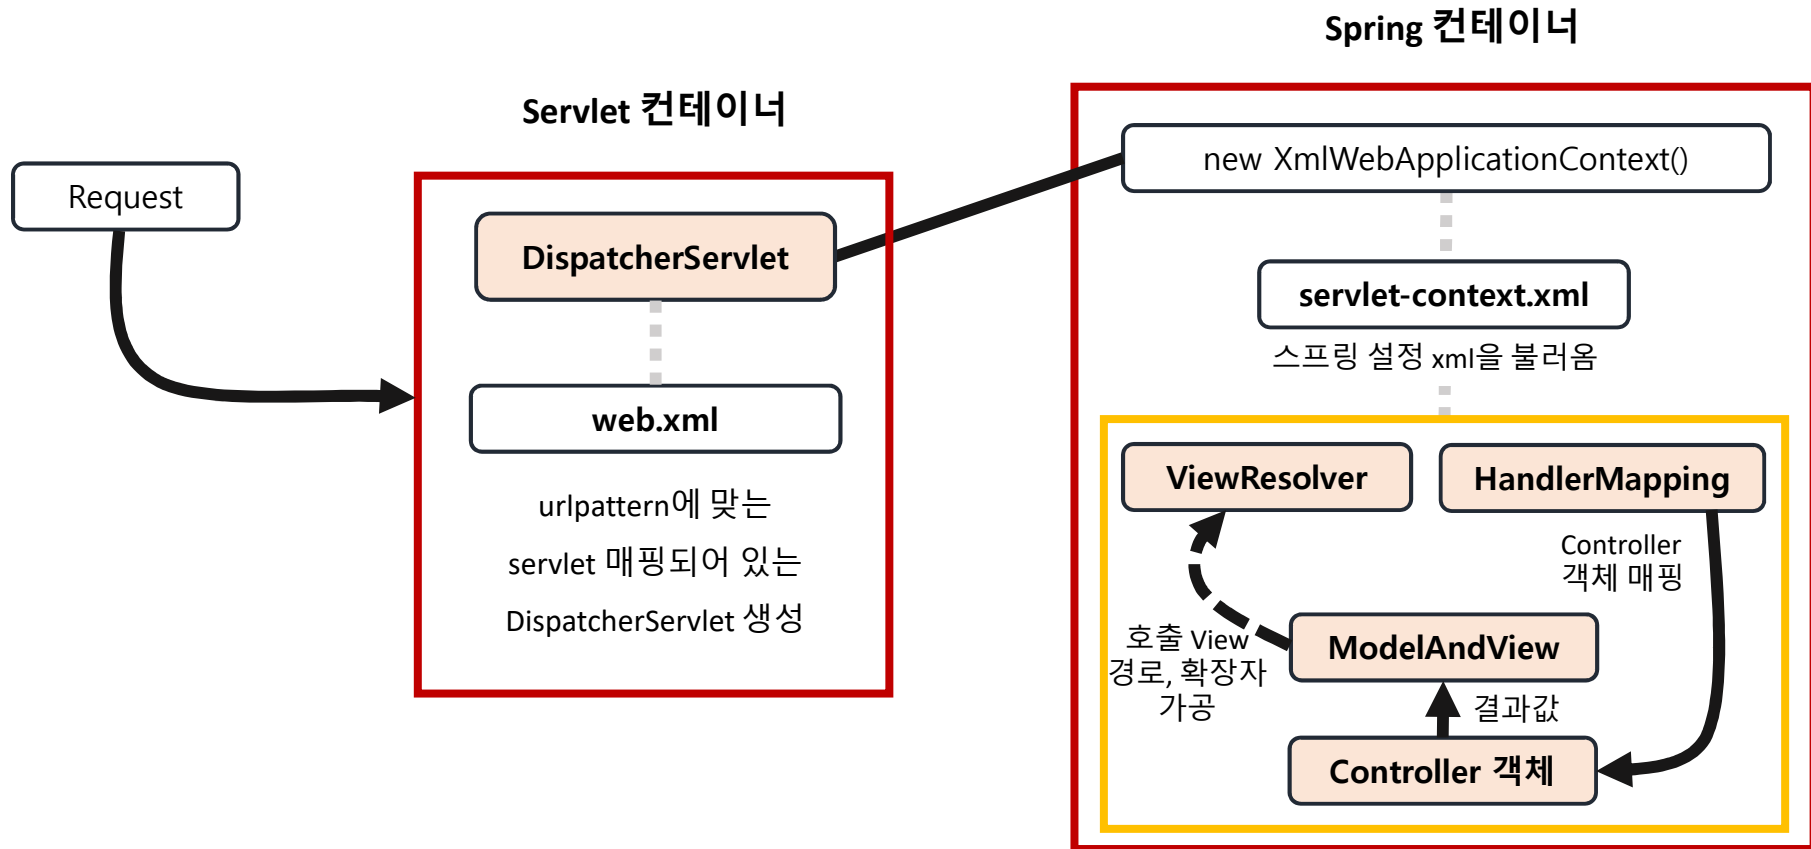 Spring 컨테이너
Servlet 컨테이너
Request
DispatcherServlet
web.xml
urlpattern에 맞는
servlet 매핑되어 있는
DispatcherServlet 생성
new XmlWebApplicationContext()
servlet-context.xml
스프링 설정 xml을 불러옴
ViewResolver
HandlerMapping
Controller
객체 매핑
호출 View
경로, 확장자
가공
ModelAndView
결과값
Controller 객체